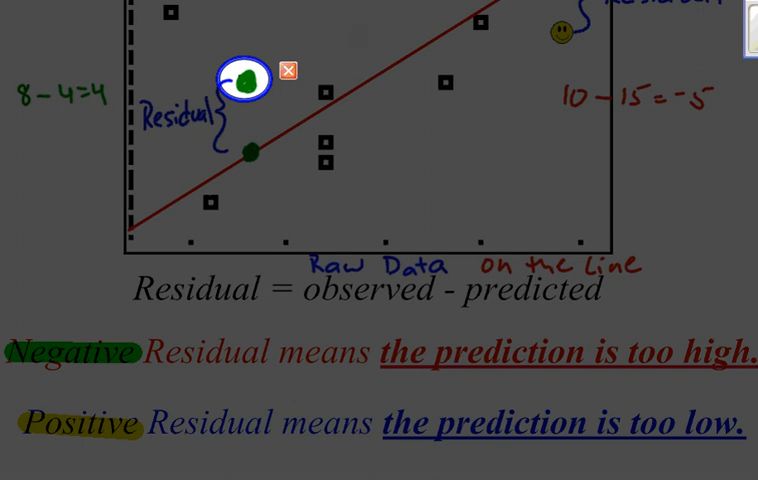 8-4=4
Residual
10-15=-5
Raw Data on the Line
Residual = observed - predicted
Negative Residual means the prediction is too high.
Positive Residual means the prediction is too low.